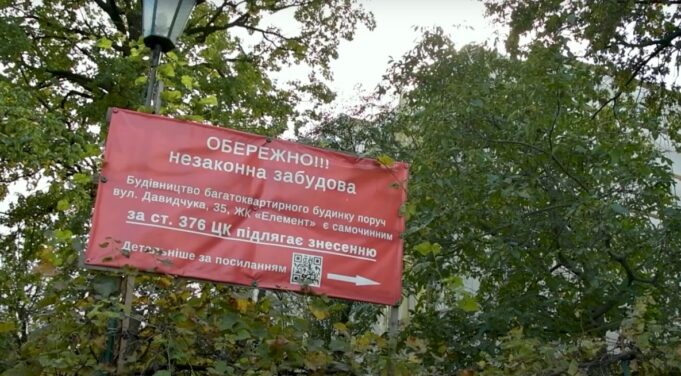 ОБЕРЕЖНО!!!
незаконна забудова
Будівництво багатоквартирного будинку поруч
вул. Давидчука, 35, ЖК «Елемент» є самочинним
за ст. 376 ЦК підлягає знесенню
Детальніше за посиланням